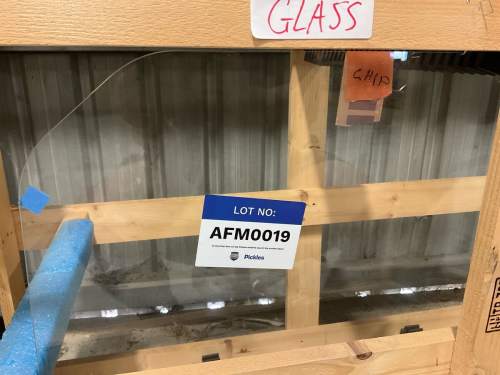 GLASS
CHIP
LOT NO:
AFM0019
Pickles